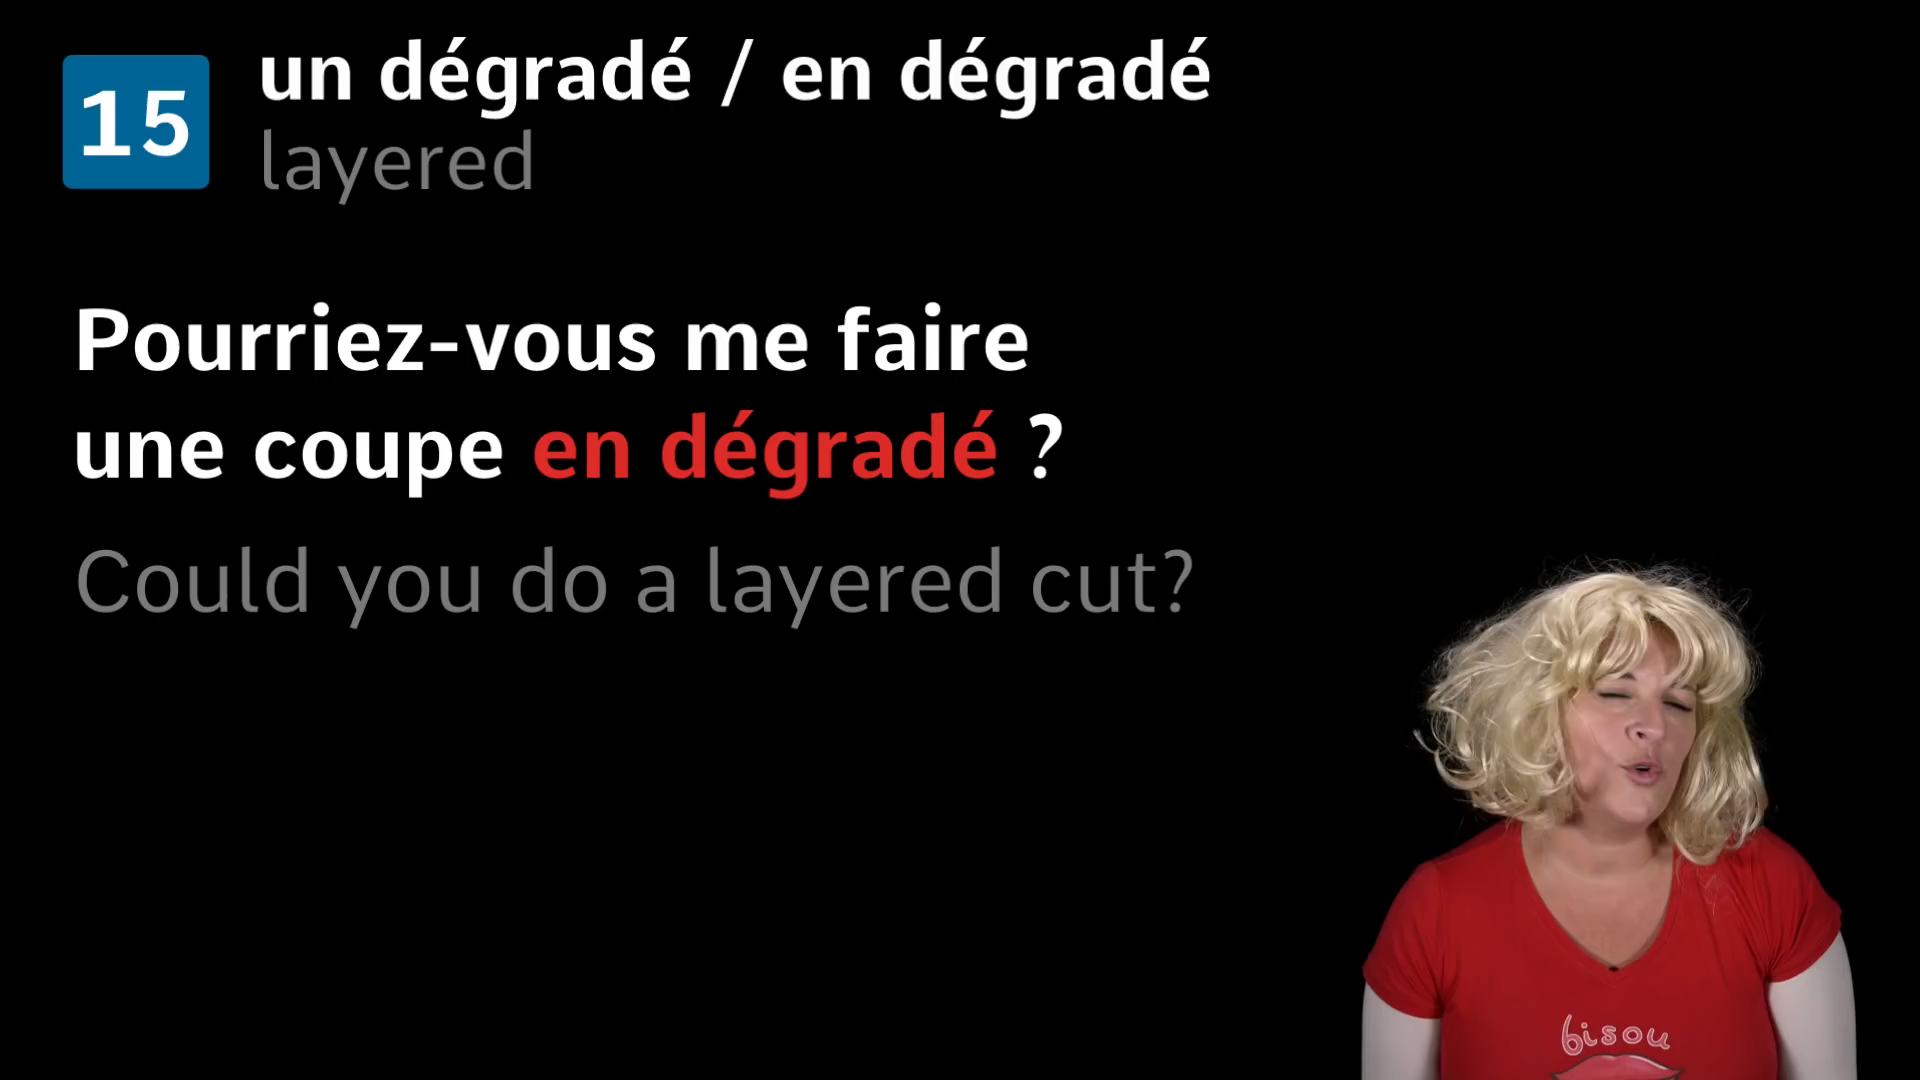 15
un dégradé / en dégradé
layered
Pourriez-vous me faire
une coupe en dégradé ?
Could you do a layered cut?
bisou